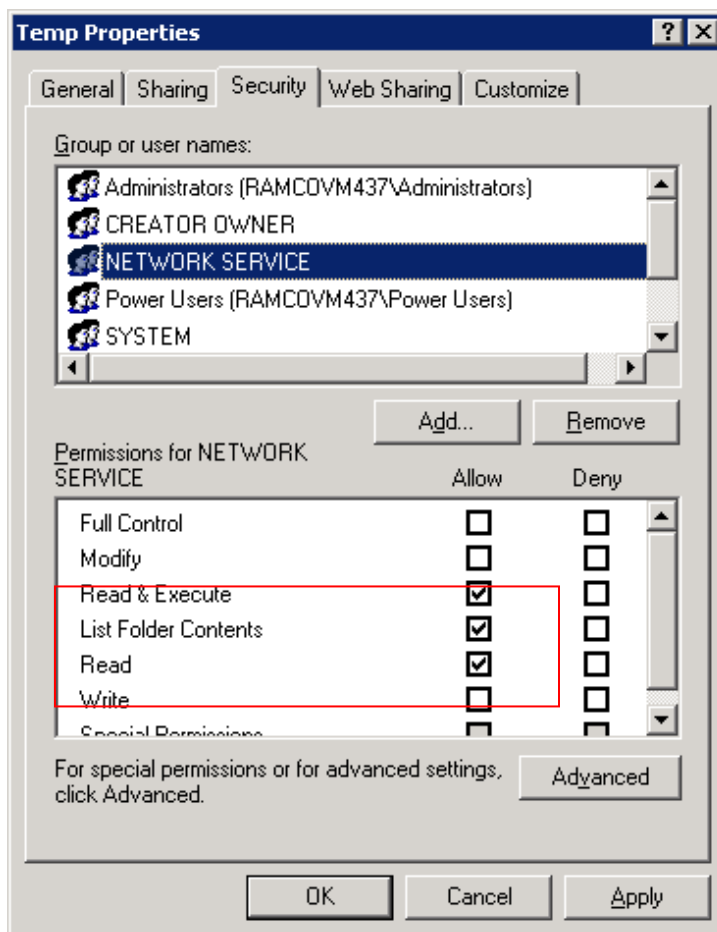 Temp Properties
General Sharing Security Web Sharing Customize
Group or user names:
Administrators (RAMCOVM437\Administrators)
CREATOR OWNER
NETWORK SERVICE
Power Users (RAMCOVM437\Power Users)
SYSTEM
Add... Remove
Permissions for NETWORK
SERVICE Allow Deny
Full Control
Modify
Read & Execute
List Folder Contents
Read
Write
Special Permissions
For special permissions or for advanced settings,
click Advanced.
Advanced
OK Cancel Apply